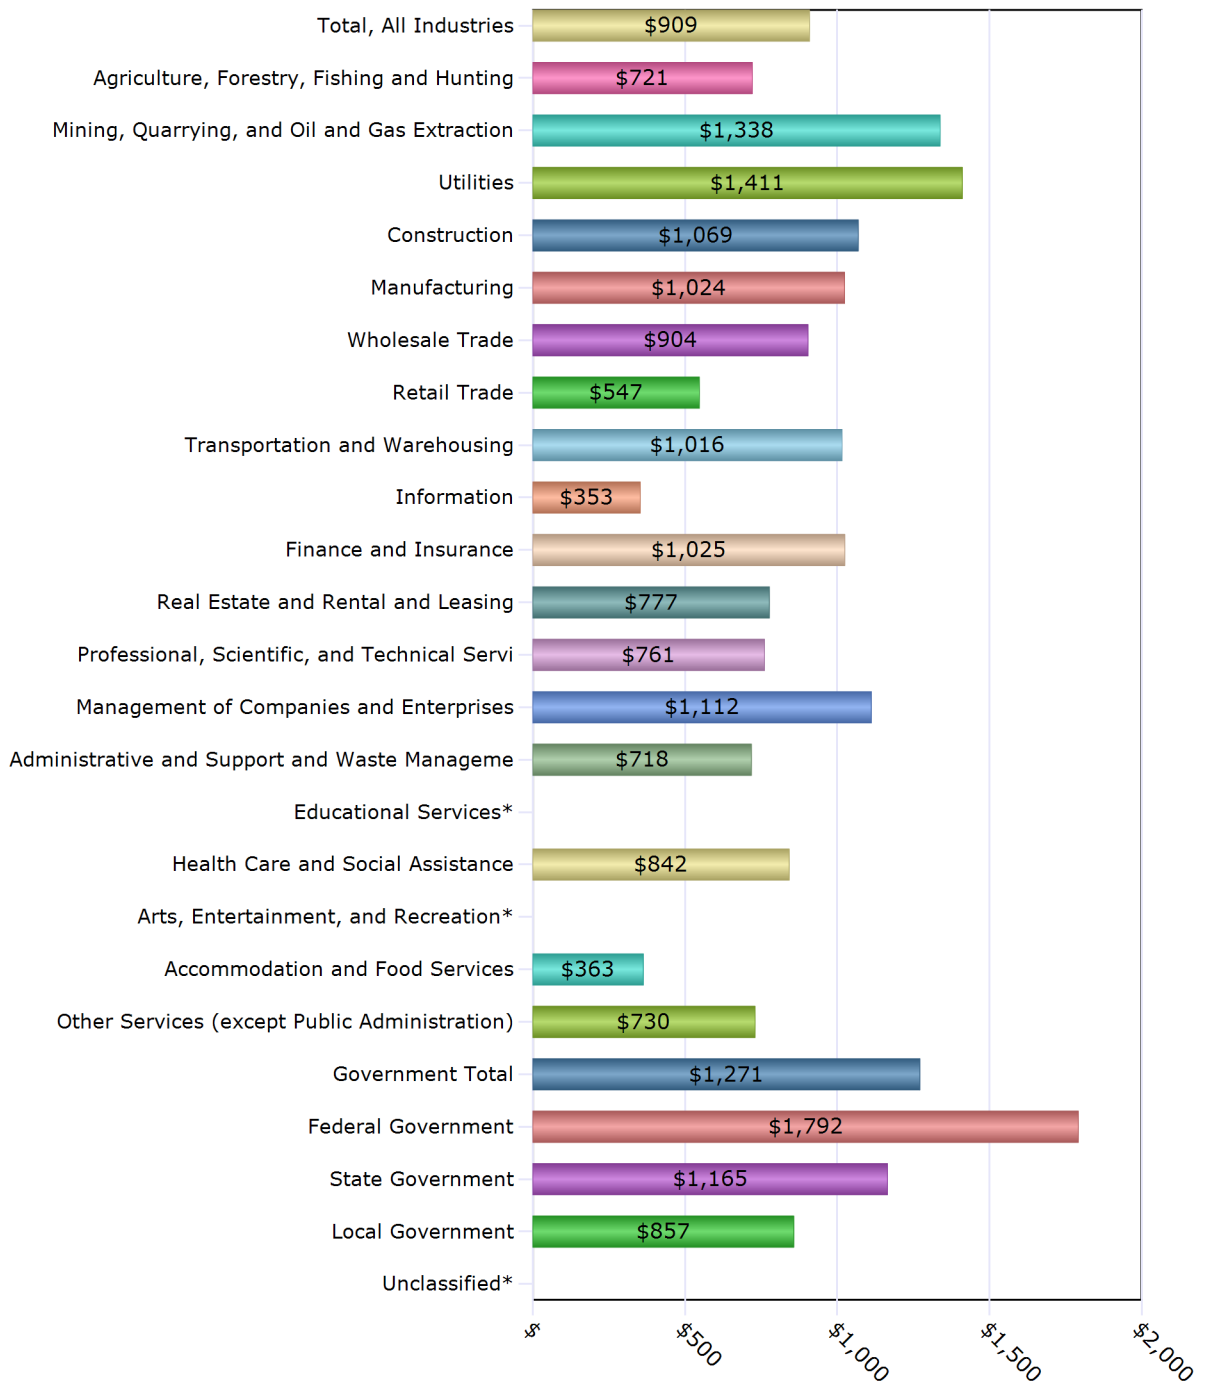 Total, All Industries $909
Agriculture, Forestry, Fishing and Hunting $721
Mining, Quarrying, and Oil and Gas Extraction $1,338
Utilities $1,411
Construction $1,069
Manufacturing $1,024
Wholesale Trade $904
Retail Trade $547
Transportation and Warehousing $1,016
Information $353
Finance and Insurance $1,025
Real Estate and Rental and Leasing $777
Professional, Scientific, and Technical Servi $761
Management of Companies and Enterprises $1,112
Administrative and Support and Waste Manageme $718
Educational Services*
Health Care and Social Assistance $842
Arts, Entertainment, and Recreation*
Accommodation and Food Services $363
Other Services (except Public Administration) $730
Government Total $1,271
Federal Government $1,792
State Government $1,165
Local Government $857
Unclassified*
$ $500 $1,000 $1,500 $2,000